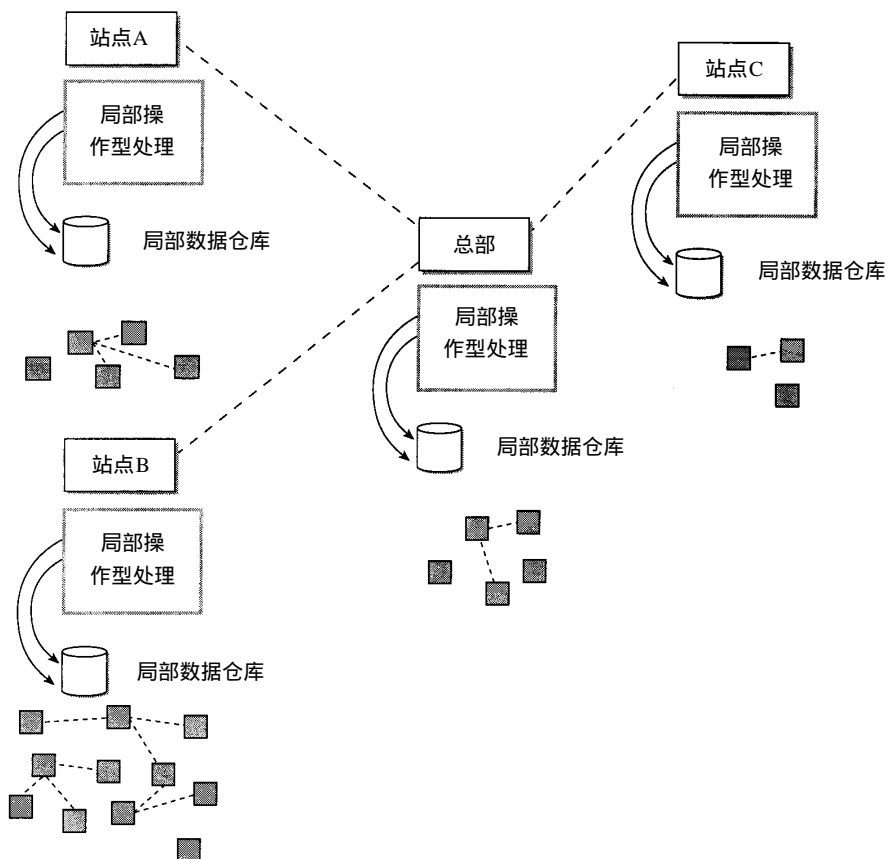 站点A
局部操
作型处理
局部数据仓库
站点C
局部操
作型处理
局部数据仓库
总部
局部操
作型处理
局部数据仓库
站点B
局部操
作型处理
局部数据仓库